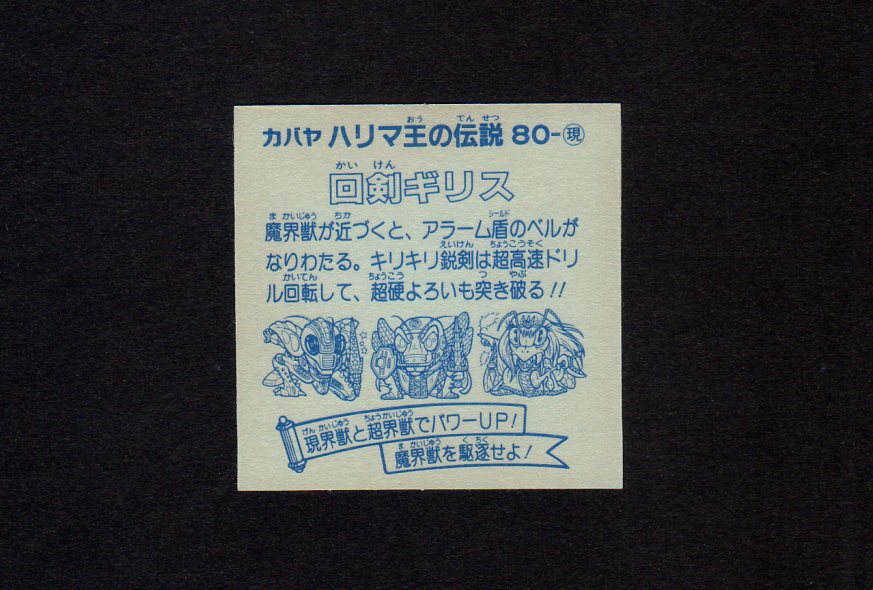 カバヤ ハリマ王の伝説 80-㊞現
回剣ギリス
魔界獣が近づくと、アラーム盾のベルが
なりわたる。キリキリ鋭剣は超高速ドリ
ル回転して、超硬よろいも突き破る!!
現界獣と超界獣でパワーUP!
魔界獣を駆逐せよ!